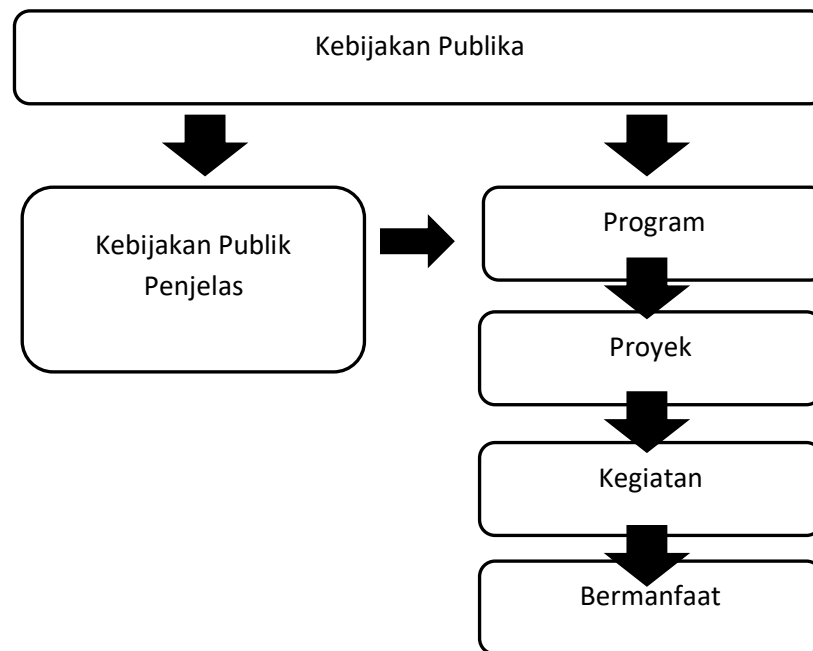 Kebijakan Publika
Kebijakan Publik
Penjelas
Program
Proyek
Kegiatan
Bermanfaat